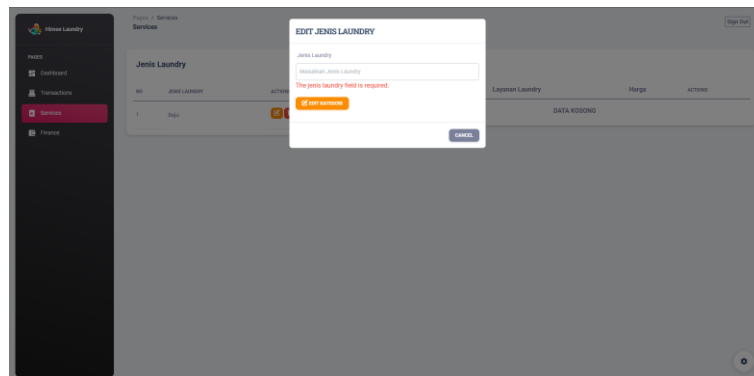 Himea Laundry
PAGES
Dashboard
Transactions
Services
Finance
Pages / Services
Services
Sign Out
Jenis Laundry
NO JENIS LAUNDRY ACTIONS
1 Baju
EDIT JENIS LAUNDRY
Jenis Laundry
Masukkan Jenis Laundry
The jenis laundry field is required.
EDIT KATEGORI
CANCEL
Layanan Laundry Harga ACTIONS
DATA KOSONG